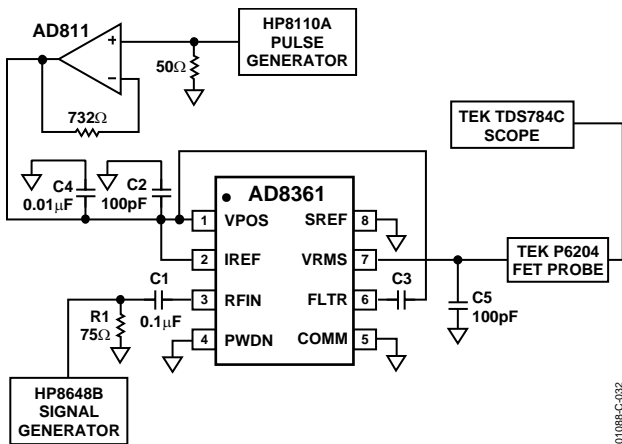 AD811
HP8110A
PULSE
GENERATOR
+
−
50Ω
732Ω
TEK TDS784C
SCOPE
C4
0.01μF
C2
100pF
AD8361
1 VPOS
SREF 8
2 IREF
VRMS 7
TEK P6204
FET PROBE
C1
0.1μF
3 RFIN
FLTR 6
C3
R1
75Ω
4 PWDN
COMM 5
C5
100pF
HP8648B
SIGNAL
GENERATOR
01088-C-032